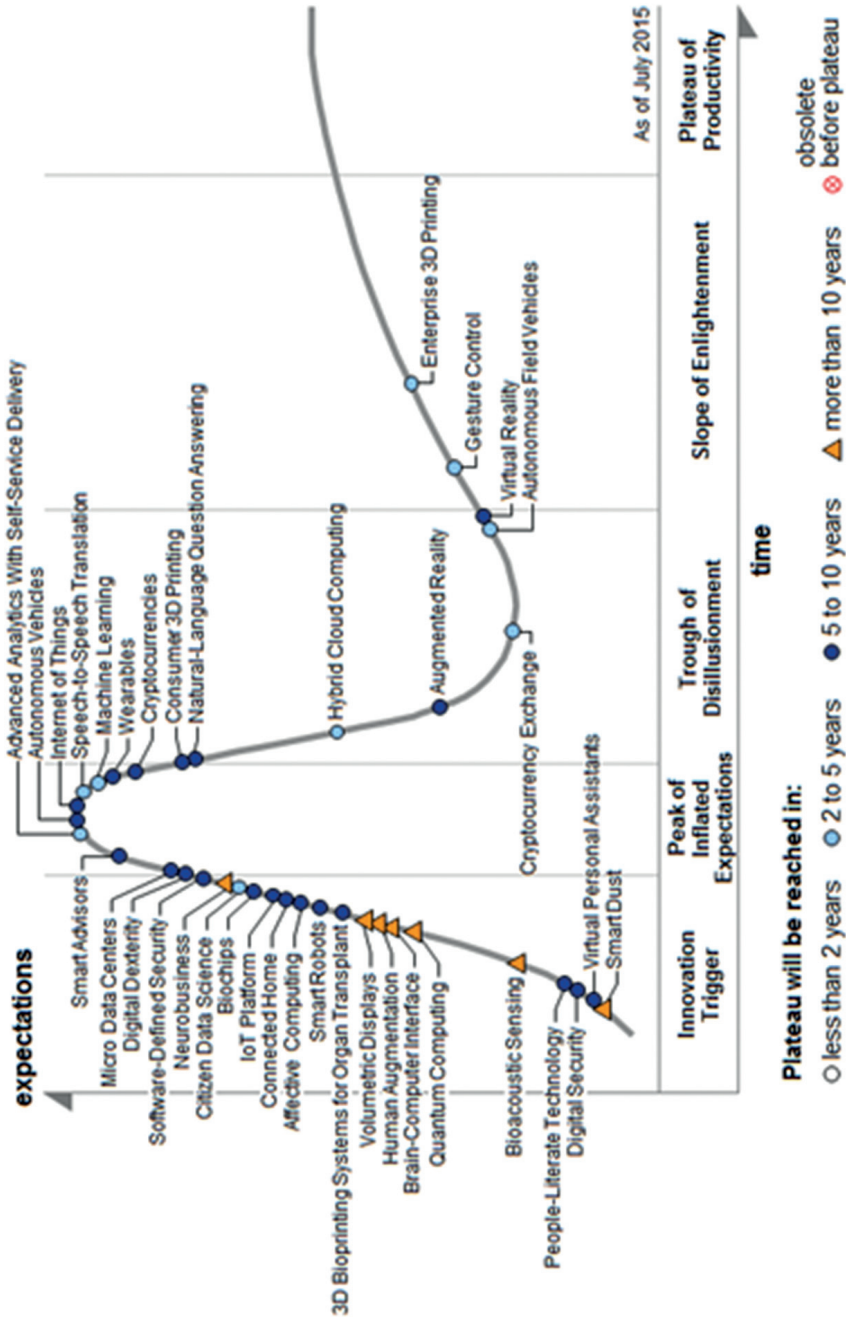 expectations
Advanced Analytics With Self-Service Delivery
Autonomous Vehicles
Internet of Things
Speech-to-Speech Translation
Machine Learning
Wearables
Cryptocurrencies
Consumer 3D Printing
Natural-Language Question Answering
Smart Advisors
Micro Data Centers
Digital Dexterity
Software-Defined Security
Neurobusiness
Citizen Data Science
Biochips
IoT Platform
Connected Home
Affective Computing
Smart Robots
3D Bioprinting Systems for Organ Transplant
Volumetric Displays
Human Augmentation
Brain-Computer Interface
Quantum Computing
Bioacoustic Sensing
People-Literate Technology
Digital Security
Virtual Personal Assistants
Smart Dust
Hybrid Cloud Computing
Augmented Reality
Cryptocurrency Exchange
Enterprise 3D Printing
Gesture Control
Virtual Reality
Autonomous Field Vehicles
As of July 2015
Innovation
Trigger
Peak of
Inflated
Expectations
Trough of
Disillusionment
Slope of Enlightenment
Plateau of
Productivity
time
Plateau will be reached in:
less than 2 years
2 to 5 years
5 to 10 years
more than 10 years
obsolete
before plateau